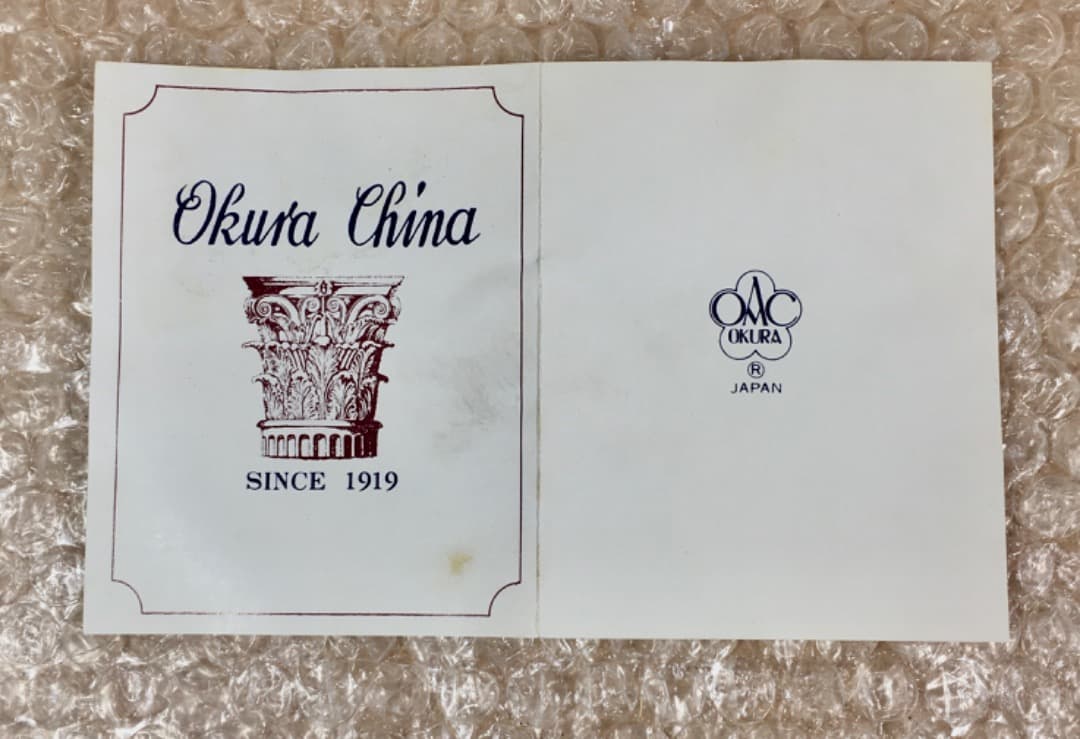 Okura China
SINCE 1919
OAC
OKURA
®
JAPAN